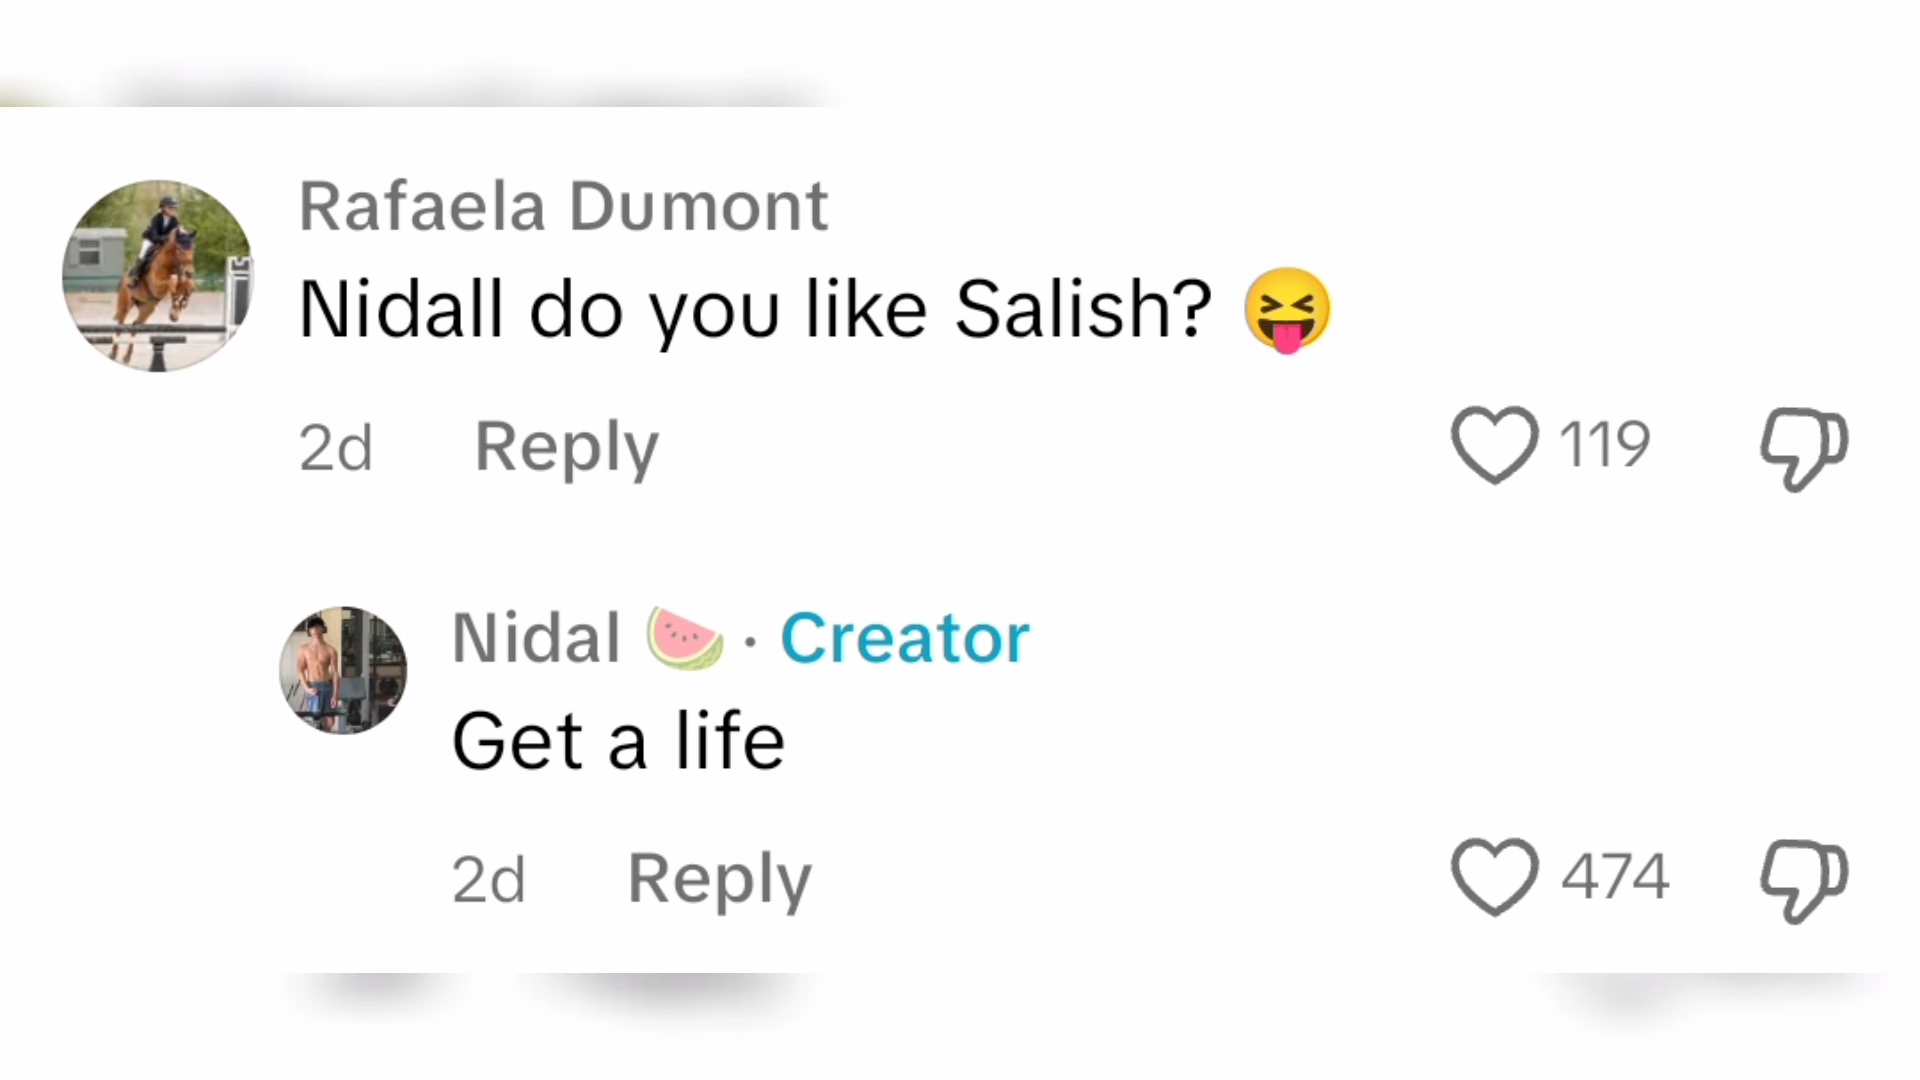 Rafaela Dumont
Nidall do you like Salish? 😝
2d Reply 119
Nidal 🍉 · Creator
Get a life
2d Reply 474